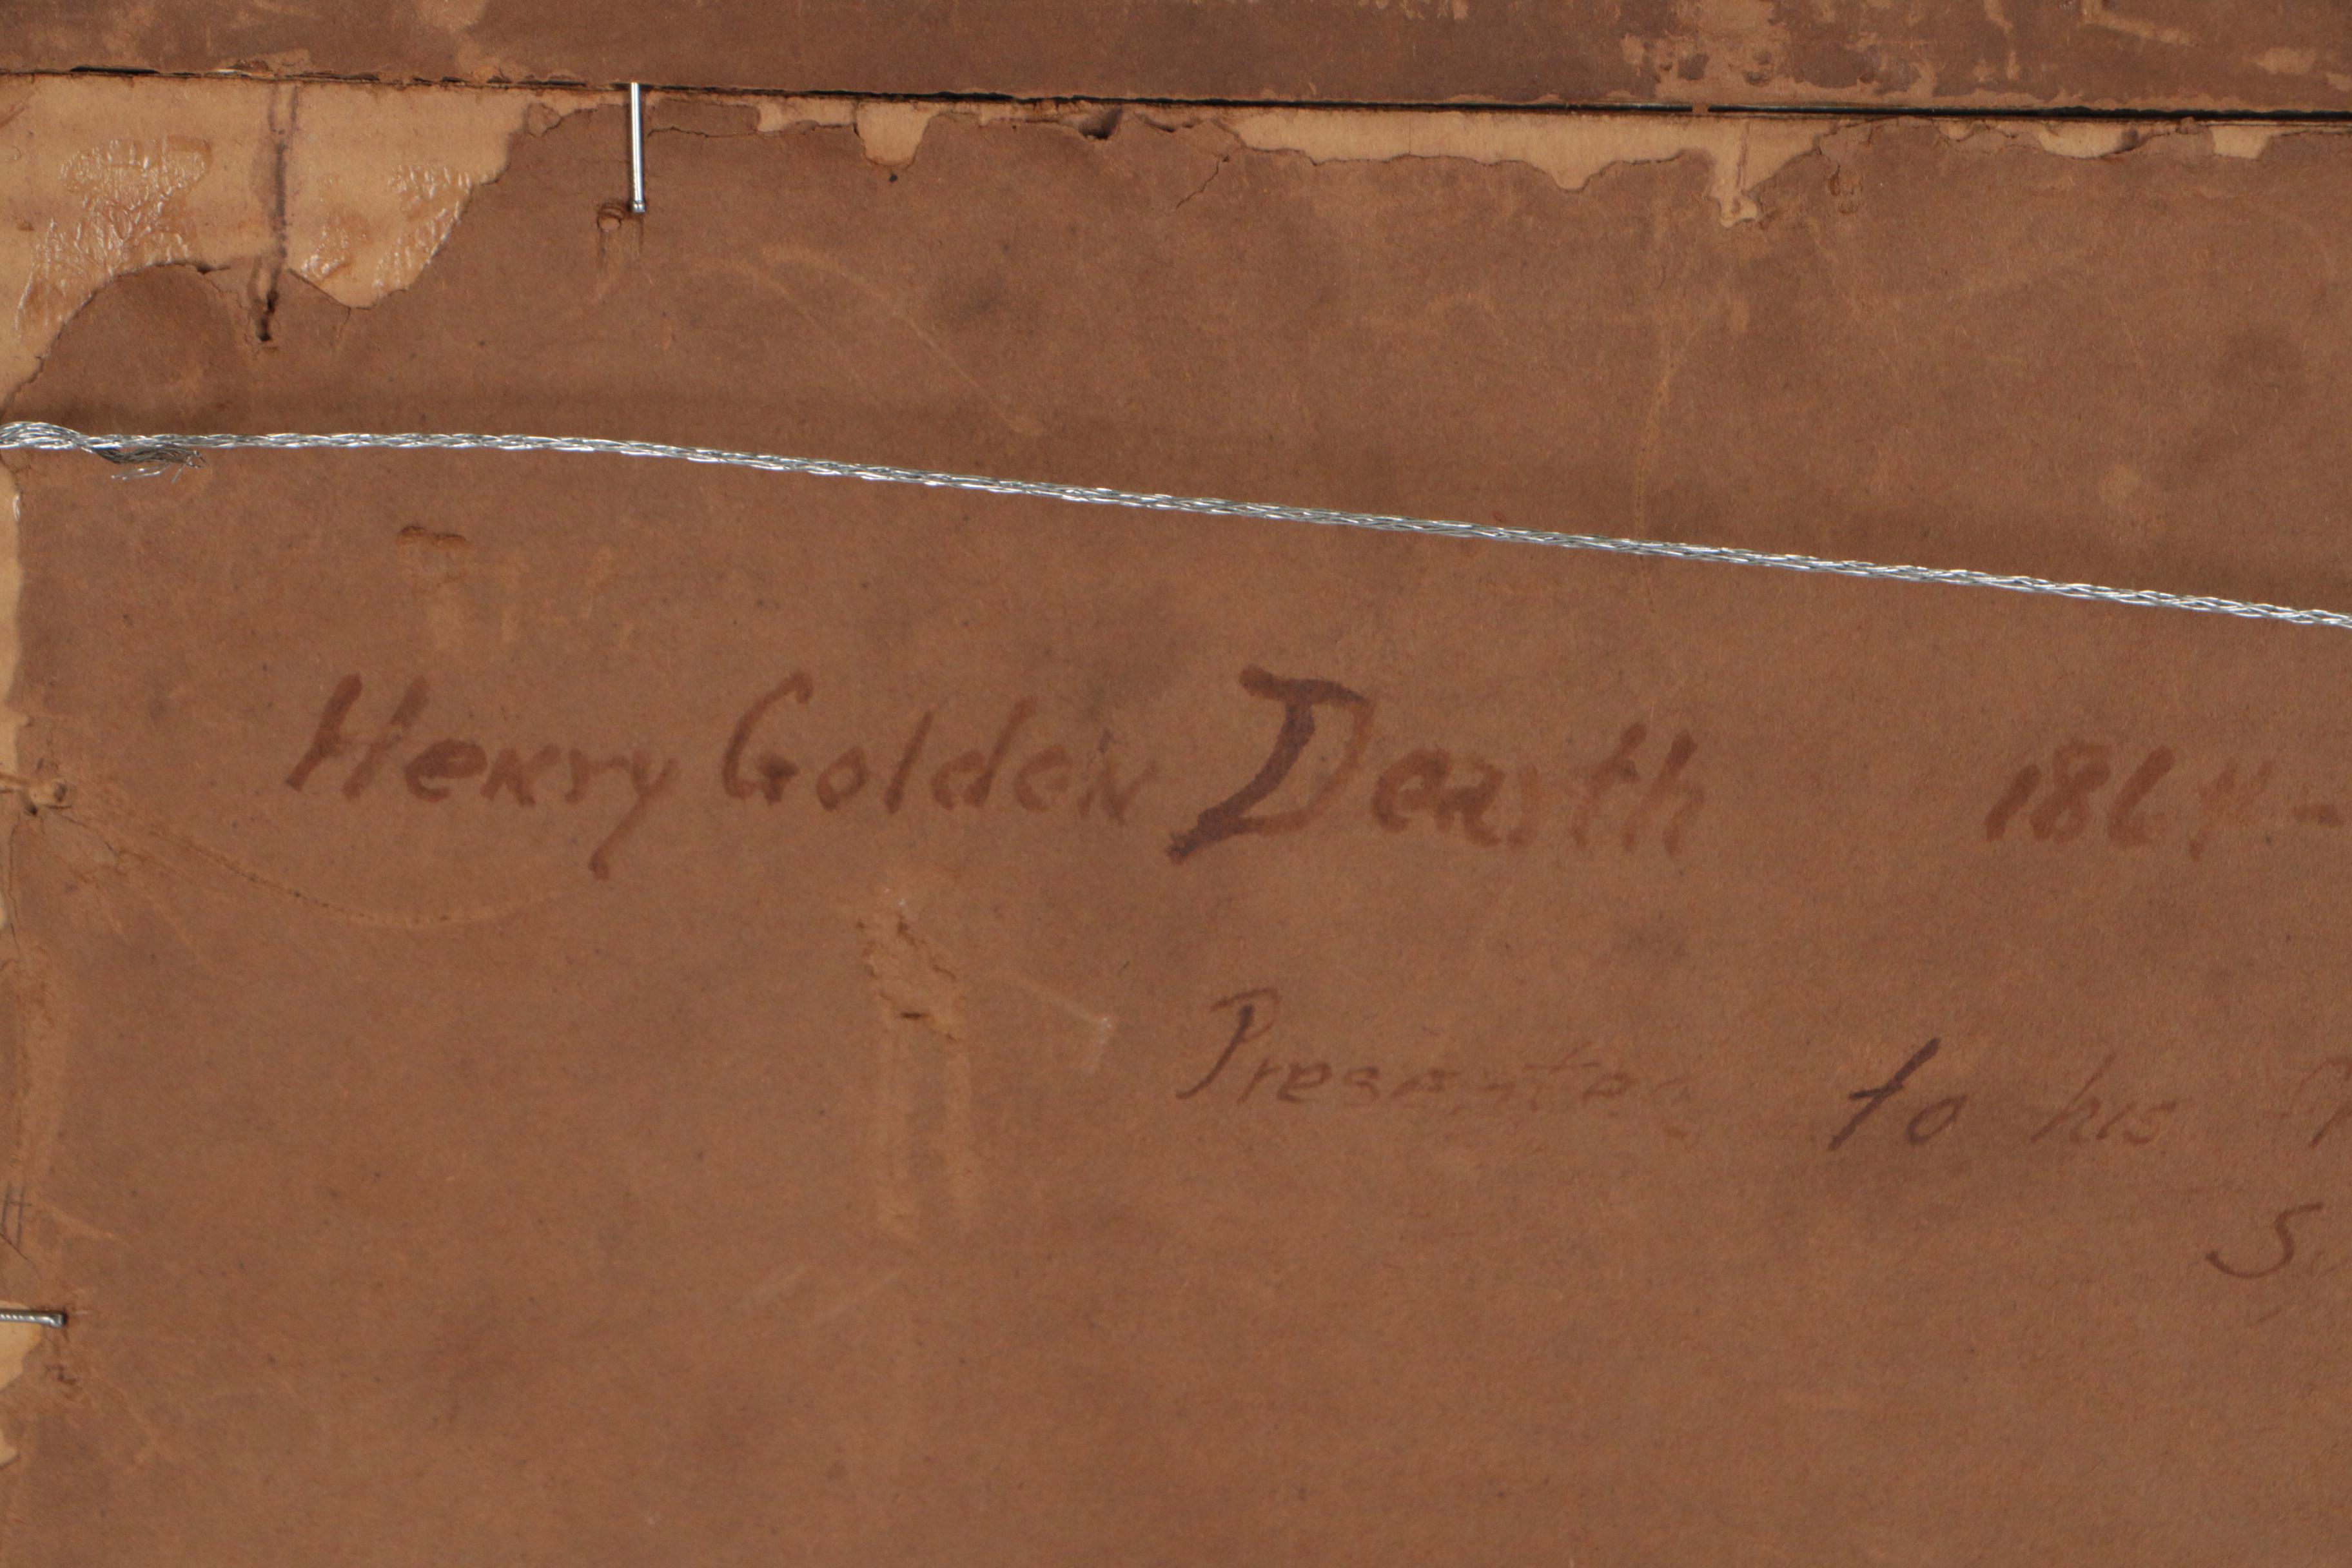 Henry Golden Dearth 1864-
Presented to his
S.